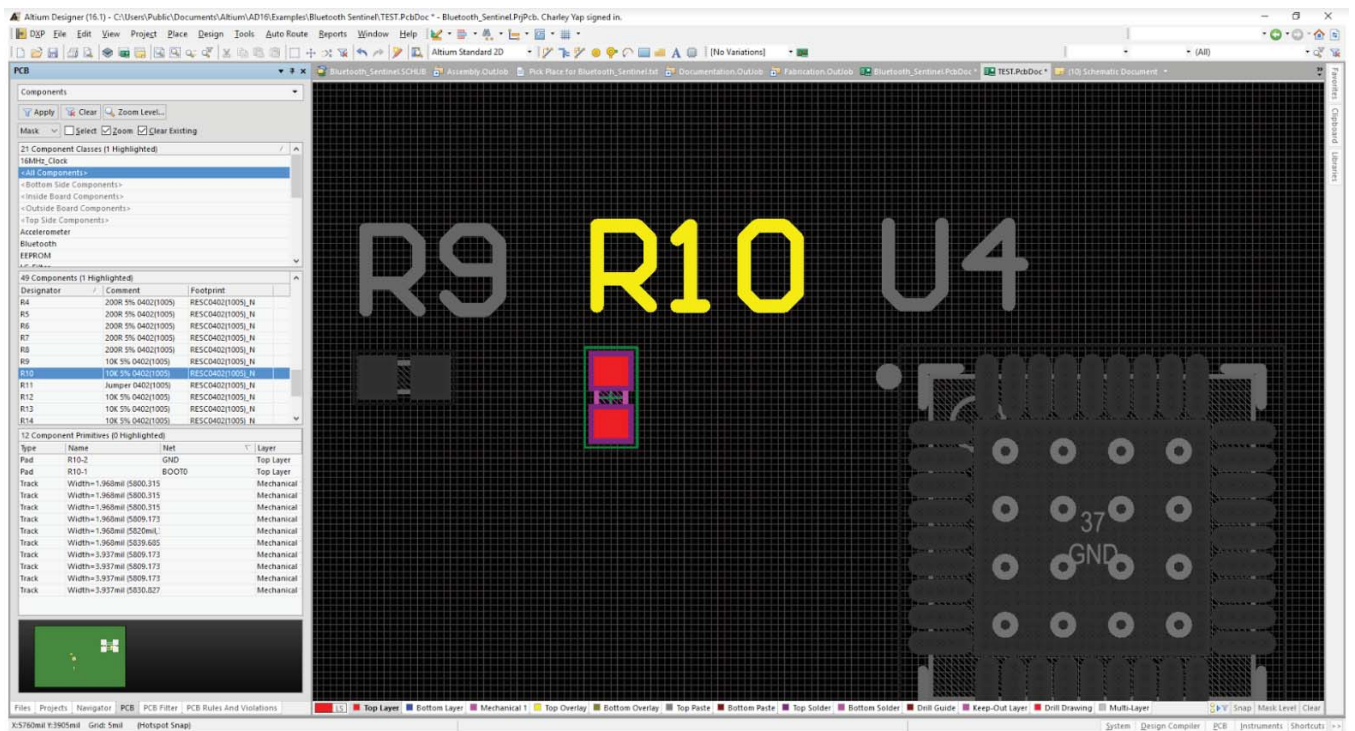 Altium Designer (16.1) - C:\Users\Public\Documents\Altium\AD16\Examples\Bluetooth Sentinel\TEST.PcbDoc * - Bluetooth_Sentinel.PrjPcb. Charley Yap signed in.
DXP File Edit View Project Place Design Tools Auto Route Reports Window Help
Altium Standard 2D [No Variations] (All)
PCB Bluetooth_Sentinel.SCHLIB Assembly.OutJob Pick Place for Bluetooth_Sentinel.txt Documentation.OutJob Fabrication.OutJob Bluetooth_Sentinel.PcbDoc * TEST.PcbDoc * (10) Schematic Document
Favorites
Clipboard
Libraries
Components
Apply Clear Zoom Level...
Mask Select Zoom Clear Existing
21 Component Classes (1 Highlighted)
16MHz_Clock
<All Components>
<Bottom Side Components>
<Inside Board Components>
<Outside Board Components>
<Top Side Components>
Accelerometer
Bluetooth
EEPROM
49 Components (1 Highlighted)
Designator Comment Footprint
R4 200R 5% 0402(1005) RESC0402(1005)_N
R5 200R 5% 0402(1005) RESC0402(1005)_N
R6 200R 5% 0402(1005) RESC0402(1005)_N
R7 200R 5% 0402(1005) RESC0402(1005)_N
R8 200R 5% 0402(1005) RESC0402(1005)_N
R9 10K 5% 0402(1005) RESC0402(1005)_N
R10 10K 5% 0402(1005) RESC0402(1005)_N
R11 Jumper 0402(1005) RESC0402(1005)_N
R12 10K 5% 0402(1005) RESC0402(1005)_N
R13 10K 5% 0402(1005) RESC0402(1005)_N
R14 10K 5% 0402(1005) RESC0402(1005)_N
12 Component Primitives (0 Highlighted)
Type Name Net Layer
Pad R10-2 GND Top Layer
Pad R10-1 BOOT0 Top Layer
Track Width=1.968mil (5800.315 Mechanical
Track Width=1.968mil (5800.315 Mechanical
Track Width=1.968mil (5800.315 Mechanical
Track Width=1.968mil (5809.173 Mechanical
Track Width=1.968mil (5820mil, Mechanical
Track Width=1.968mil (5839.685 Mechanical
Track Width=3.937mil (5809.173 Mechanical
Track Width=3.937mil (5809.173 Mechanical
Track Width=3.937mil (5809.173 Mechanical
Track Width=3.937mil (5830.827 Mechanical
R9 R10 U4
37
GND
Files Projects Navigator PCB PCB Filter PCB Rules And Violations
LS Top Layer Bottom Layer Mechanical 1 Top Overlay Bottom Overlay Top Paste Bottom Paste Top Solder Bottom Solder Drill Guide Keep-Out Layer Drill Drawing Multi-Layer Snap Mask Level Clear
X:5760mil Y:3905mil Grid: 5mil (Hotspot Snap) System Design Compiler PCB Instruments Shortcuts >>